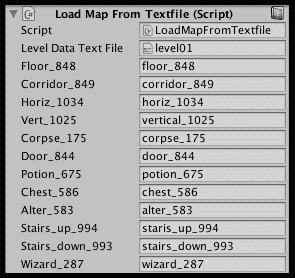 Load Map From Textfile (Script)
Script LoadMapFromTextfile
Level Data Text File level01
Floor_848 floor_848
Corridor_849 corridor_849
Horiz_1034 horiz_1034
Vert_1025 vertical_1025
Corpse_175 corpse_175
Door_844 door_844
Potion_675 potion_675
Chest_586 chest_586
Alter_583 alter_583
Stairs_up_994 staris_up_994
Stairs_down_993 stairs_down_993
Wizard_287 wizard_287